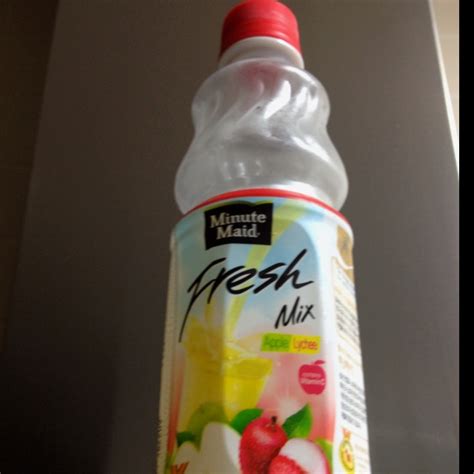 Minute
Maid
fresh
Mix
Apple Lychee
Vitamin C